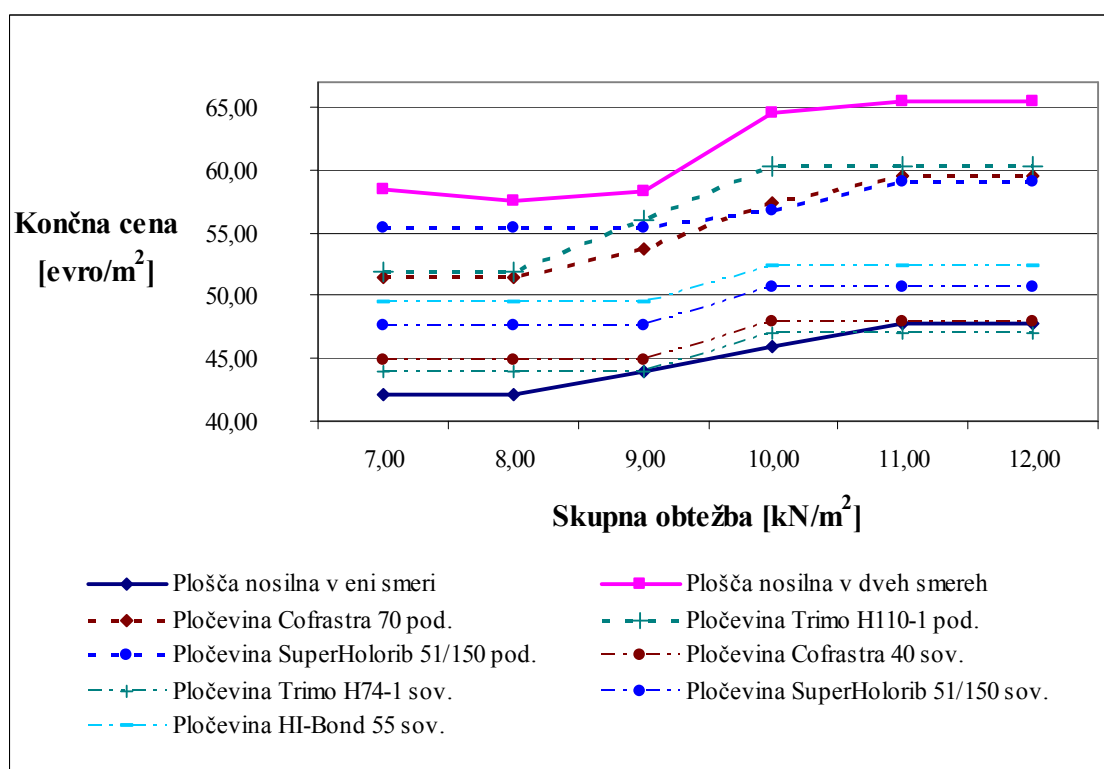 65,00
60,00
55,00
50,00
45,00
40,00
Končna cena
[evro/m²]
7,00 8,00 9,00 10,00 11,00 12,00
Skupna obtežba [kN/m²]
Plošča nosilna v eni smeri
Plošča nosilna v dveh smereh
Pločevina Cofrastra 70 pod.
Pločevina Trimo H110-1 pod.
Pločevina SuperHolorib 51/150 pod.
Pločevina Cofrastra 40 sov.
Pločevina Trimo H74-1 sov.
Pločevina SuperHolorib 51/150 sov.
Pločevina HI-Bond 55 sov.